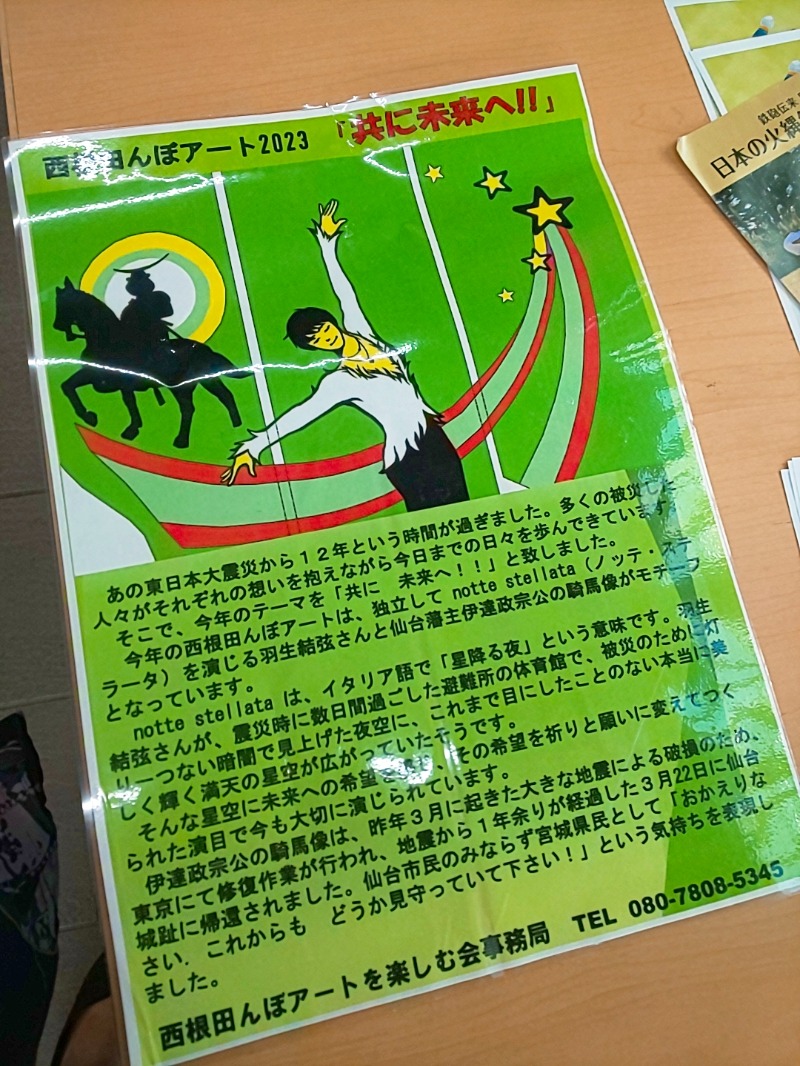 西根田んぼアート2023 「共に未来へ!!」
あの東日本大震災から１２年という時間が過ぎました。多くの被災した
人々がそれぞれの想いを抱えながら今日までの日々を歩んできています。
そこで、今年のテーマを「共に　未来へ！！」と致しました。
今年の西根田んぼアートは、独立して notte stellata（ノッテ・ステ
ラータ）を演じる羽生結弦さんと仙台藩主伊達政宗公の騎馬像がモチーフ
となっています。
notte stellata は、イタリア語で「星降る夜」という意味です。羽生
結弦さんが、震災時に数日間過ごした避難所の体育館で、被災のために灯
り一つない暗闇で見上げた夜空に、これまで目にしたことのない本当に美
しく輝く満天の星空が広がっていたそうです。
そんな星空に未来への希望を その希望を祈りと願いに変えてつく
られた演目で今も大切に演じられています。
伊達政宗公の騎馬像は、昨年３月に起きた大きな地震による破損のため、
東京にて修復作業が行われ、地震から１年余りが経過した３月22日に仙台
城趾に帰還されました。仙台市民のみならず宮城県民として「おかえりな
さい．これからも　どうか見守っていて下さい！」という気持ちを表現し
ました。
西根田んぼアートを楽しむ会事務局　TEL 080-7808-5345
鉄砲伝来
日本の火縄